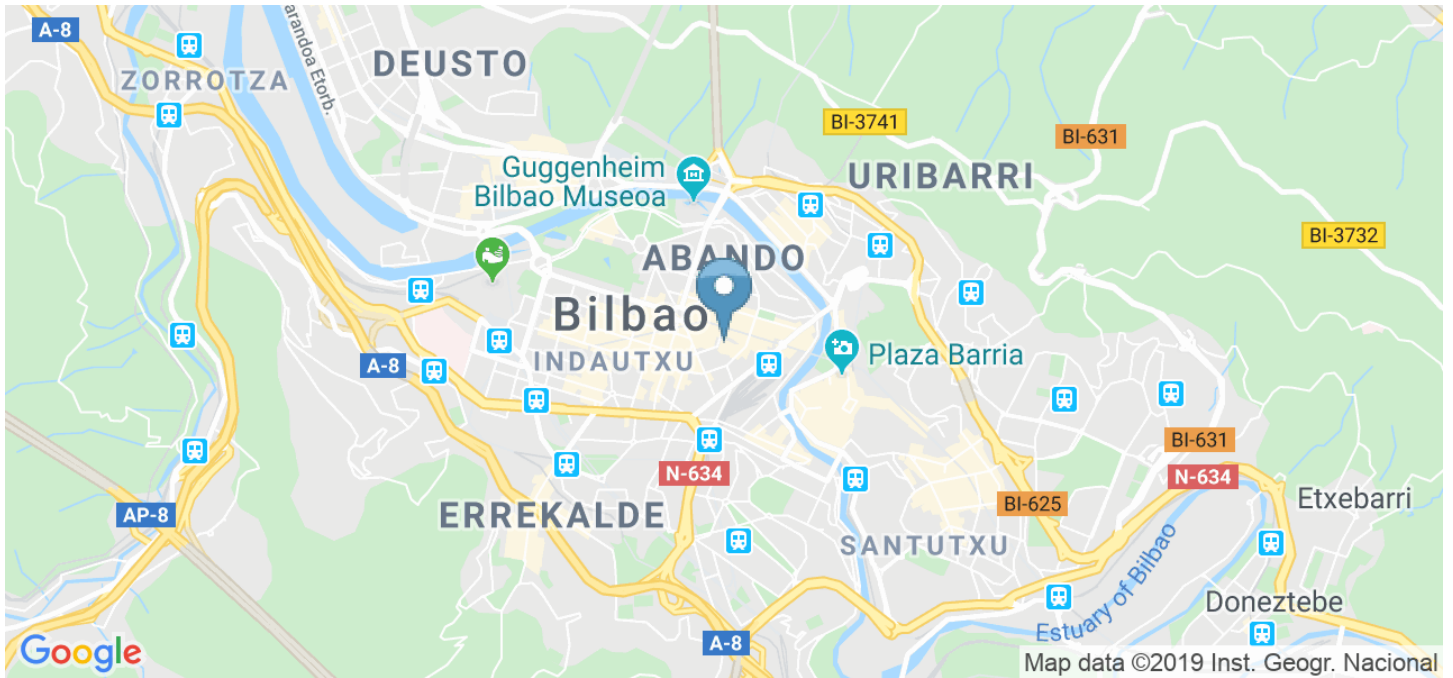 A-8
arandoa Etorb.
DEUSTO
ZORROTZA
BI-3741
BI-631
Guggenheim
Bilbao Museoa
URIBARRI
BI-3732
ABANDO
Bilbao
INDAUTXU
Plaza Barria
A-8
BI-631
N-634
N-634
BI-625
Etxebarri
AP-8
ERREKALDE
SANTUTXU
Estuary of Bilbao
Doneztebe
A-8
Google
Map data ©2019 Inst. Geogr. Nacional